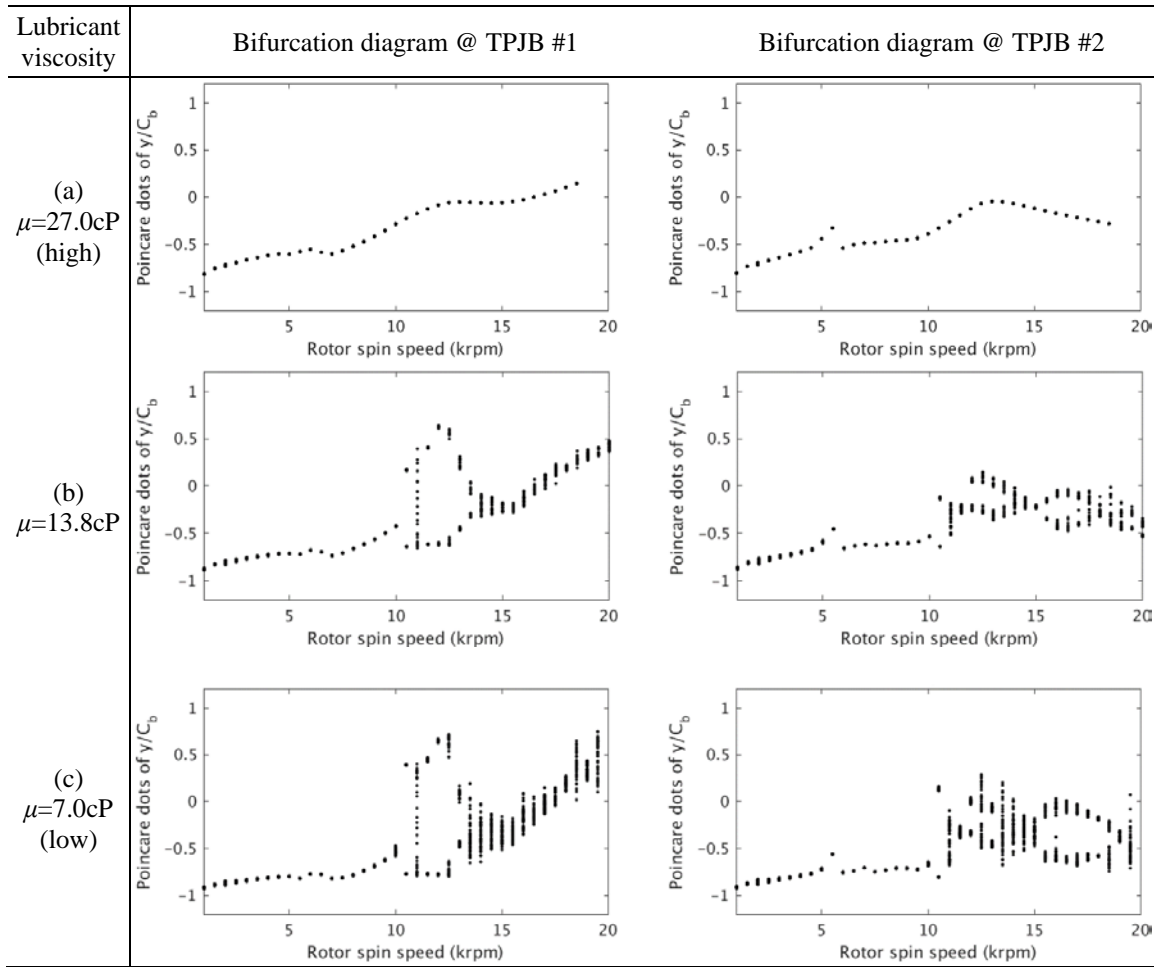 Lubricant viscosity
Bifurcation diagram @ TPJB #1
Bifurcation diagram @ TPJB #2
(a)
μ=27.0cP
(high)
Poincare dots of y/C_b
1
0.5
0
−0.5
−1
5
10
15
20
Rotor spin speed (krpm)
Poincare dots of y/C_b
1
0.5
0
−0.5
−1
5
10
15
20
Rotor spin speed (krpm)
(b)
μ=13.8cP
Poincare dots of y/C_b
1
0.5
0
−0.5
−1
5
10
15
20
Rotor spin speed (krpm)
Poincare dots of y/C_b
1
0.5
0
−0.5
−1
5
10
15
20
Rotor spin speed (krpm)
(c)
μ=7.0cP
(low)
Poincare dots of y/C_b
1
0.5
0
−0.5
−1
5
10
15
20
Rotor spin speed (krpm)
Poincare dots of y/C_b
1
0.5
0
−0.5
−1
5
10
15
20
Rotor spin speed (krpm)